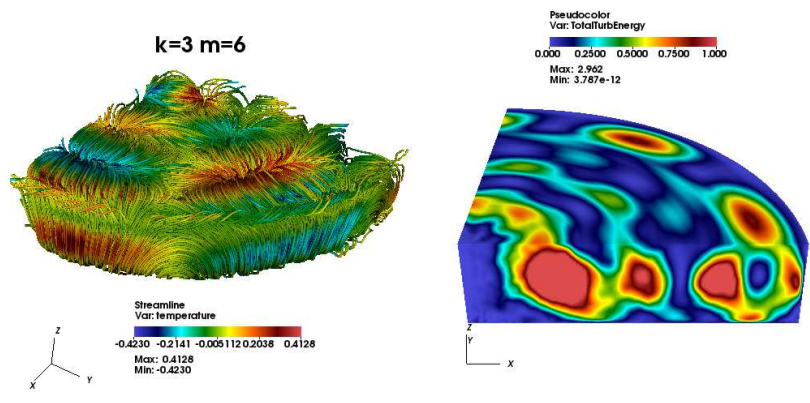 k=3 m=6
Streamline
Var: temperature
-0.4230 -0.2141 -0.005112 0.2038 0.4128
Max: 0.4128
Min: -0.4230
Z
X
Y
Pseudocolor
Var: TotalTurbEnergy
0.000 0.2500 0.5000 0.7500 1.000
Max: 2.962
Min: 3.787e-12
Z
Y
X